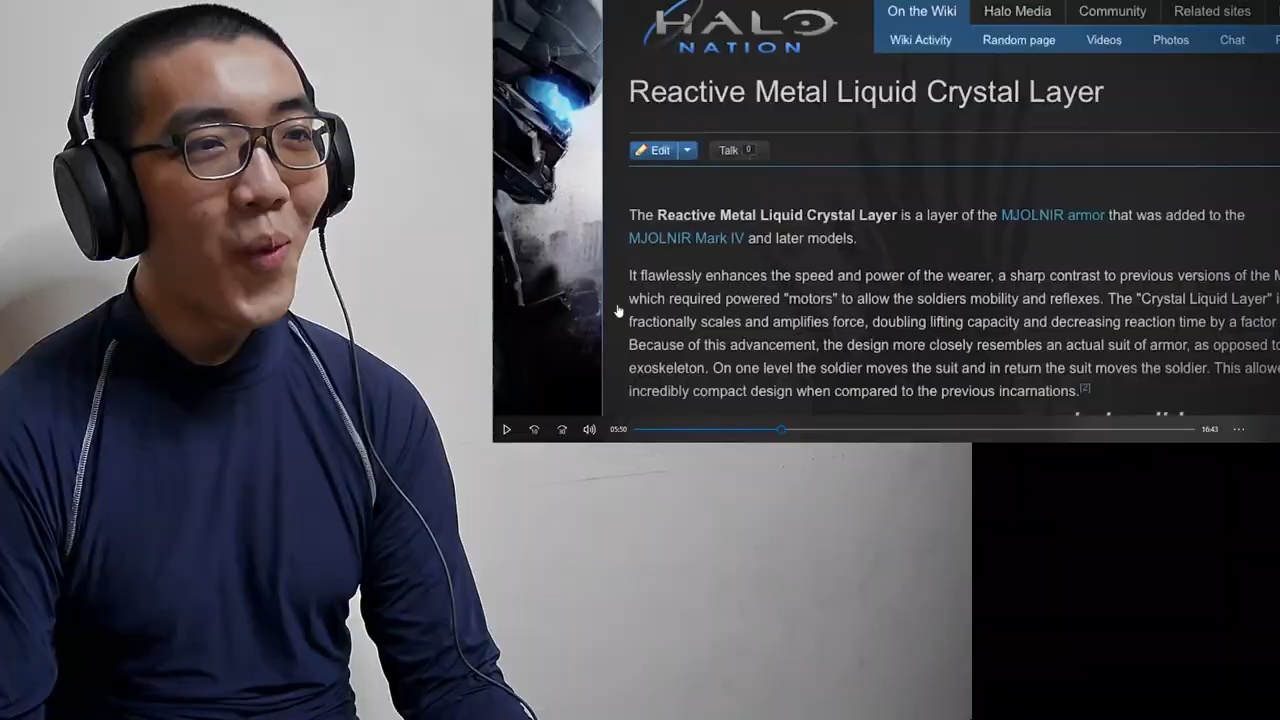 HALO
NATION
On the Wiki
Halo Media
Community
Related sites
Wiki Activity
Random page
Videos
Photos
Chat
Reactive Metal Liquid Crystal Layer
Edit
Talk 0
The Reactive Metal Liquid Crystal Layer is a layer of the MJOLNIR armor that was added to the
MJOLNIR Mark IV and later models.
It flawlessly enhances the speed and power of the wearer, a sharp contrast to previous versions of the
which required powered "motors" to allow the soldiers mobility and reflexes. The "Crystal Liquid Layer"
fractionally scales and amplifies force, doubling lifting capacity and decreasing reaction time by a factor
Because of this advancement, the design more closely resembles an actual suit of armor, as opposed
exoskeleton. On one level the soldier moves the suit and in return the suit moves the soldier. This
incredibly compact design when compared to the previous incarnations.[2]
05:50
16:43